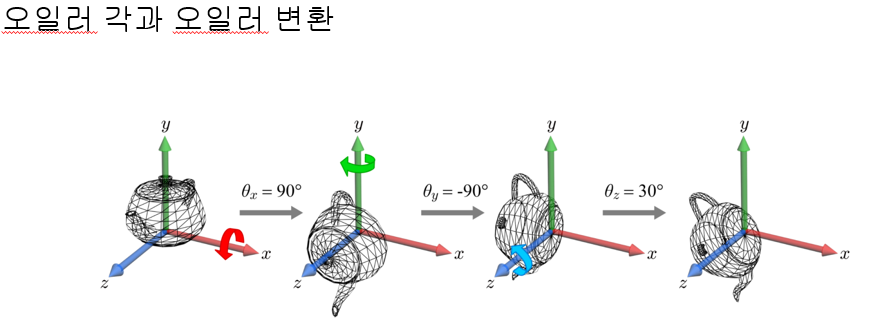 오일러 각과 오일러 변환
y y y y
θx = 90° θy = -90° θz = 30°
x x x x
z z z z